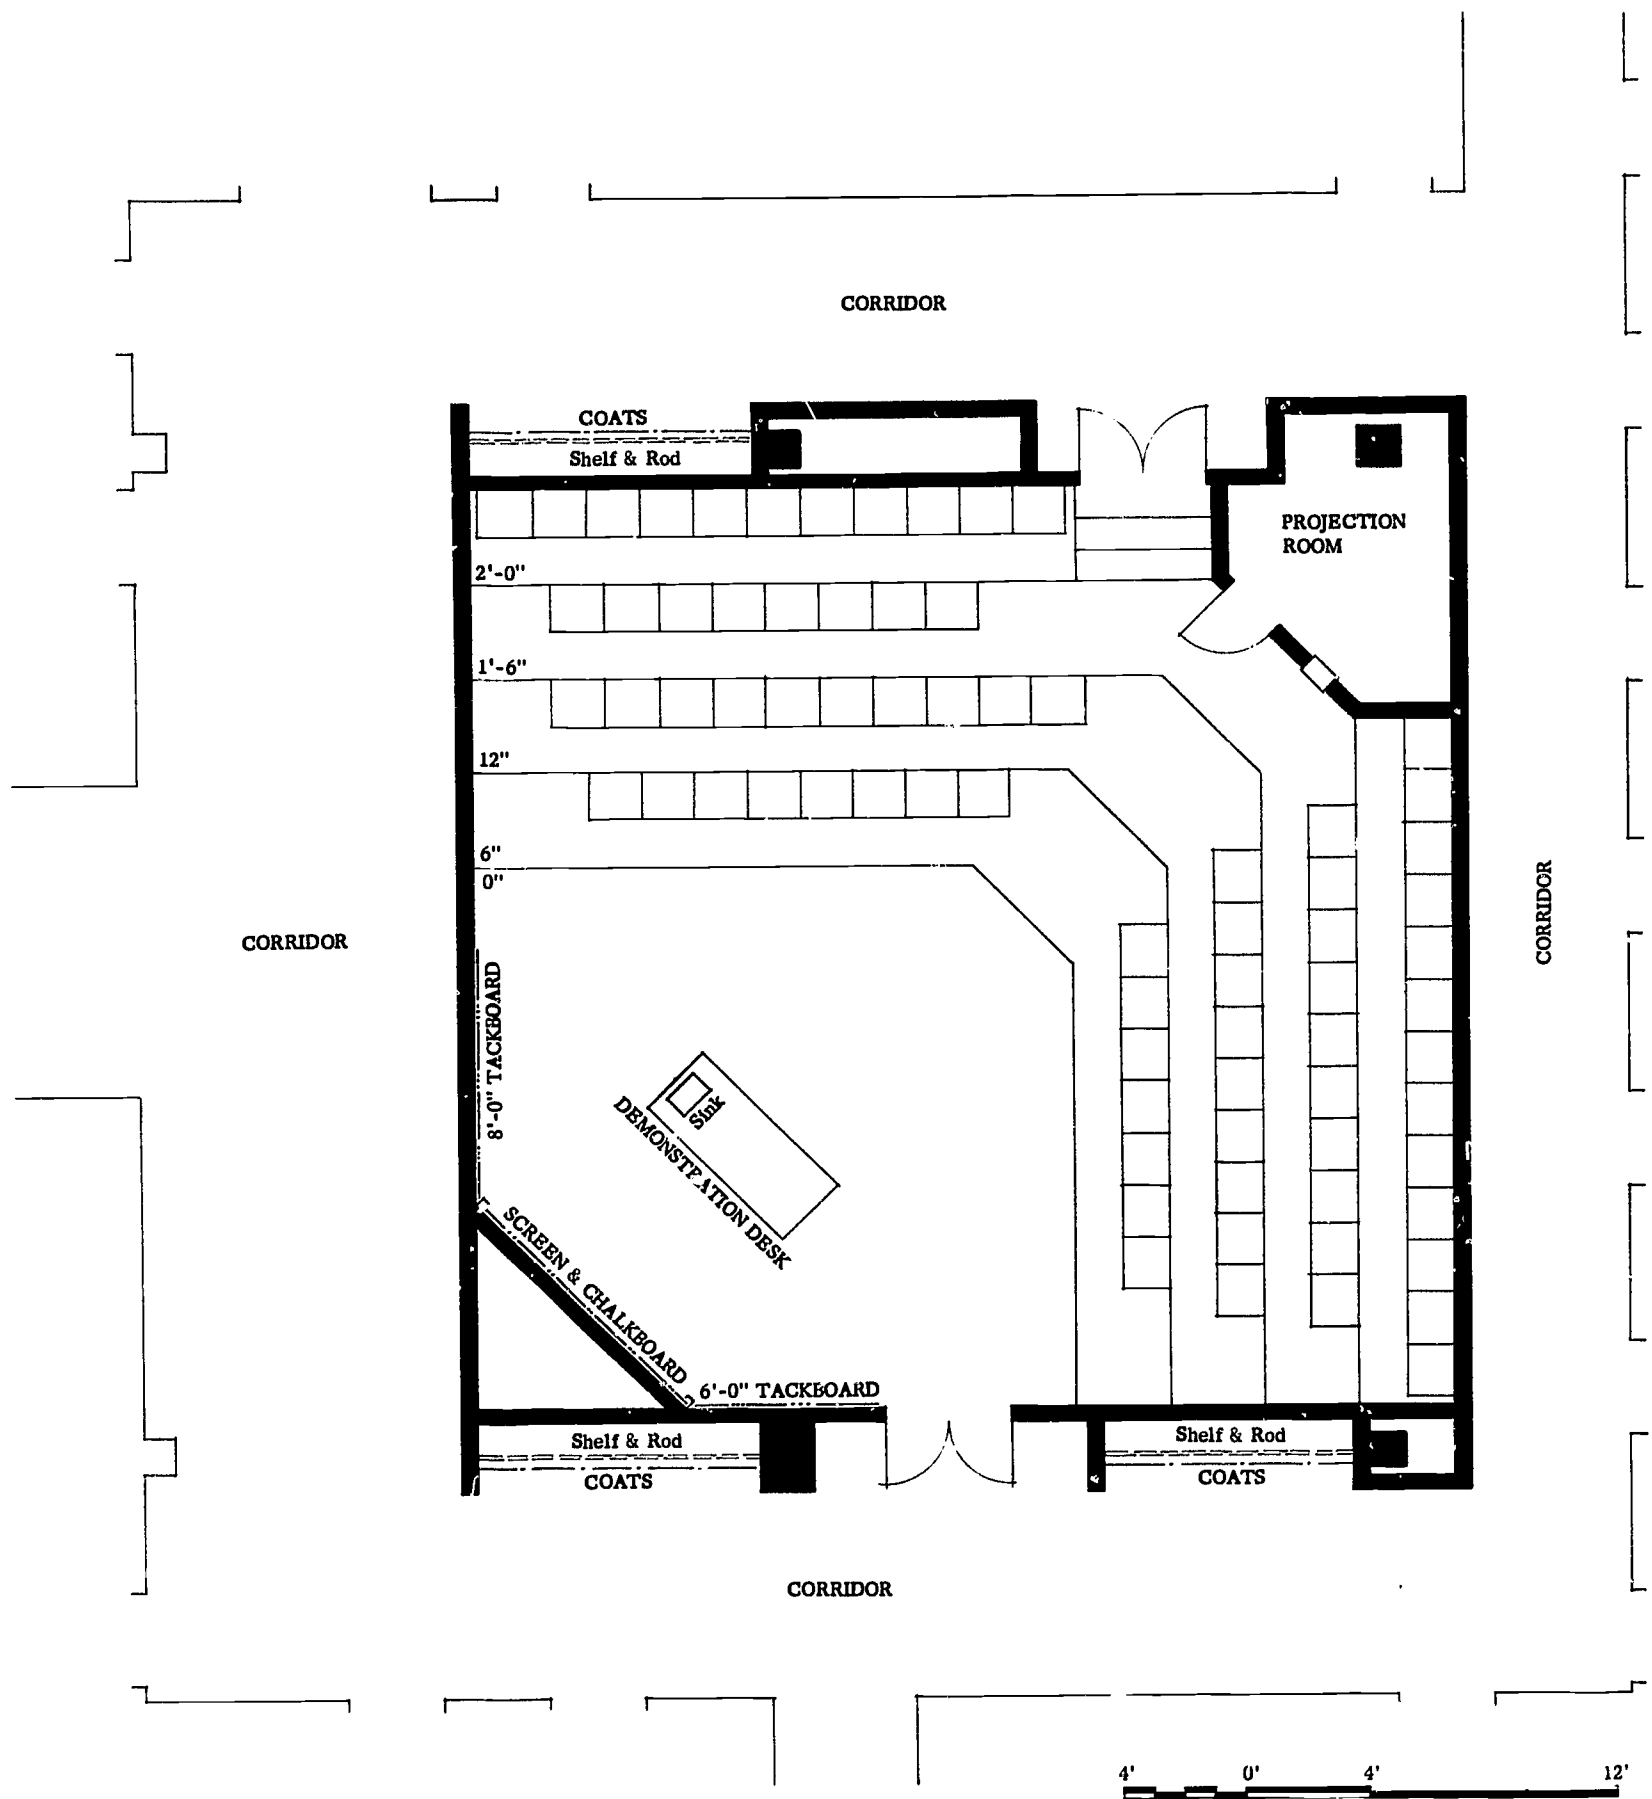 CORRIDOR
COATS
Shelf & Rod
PROJECTION
ROOM
2'-0"
1'-6"
12"
6"
0"
CORRIDOR
CORRIDOR
8'-0" TACKBOARD
Sink
DEMONSTRATION DESK
SCREEN & CHALKBOARD
6'-0" TACKBOARD
Shelf & Rod
COATS
Shelf & Rod
COATS
CORRIDOR
4' 0' 4' 12'